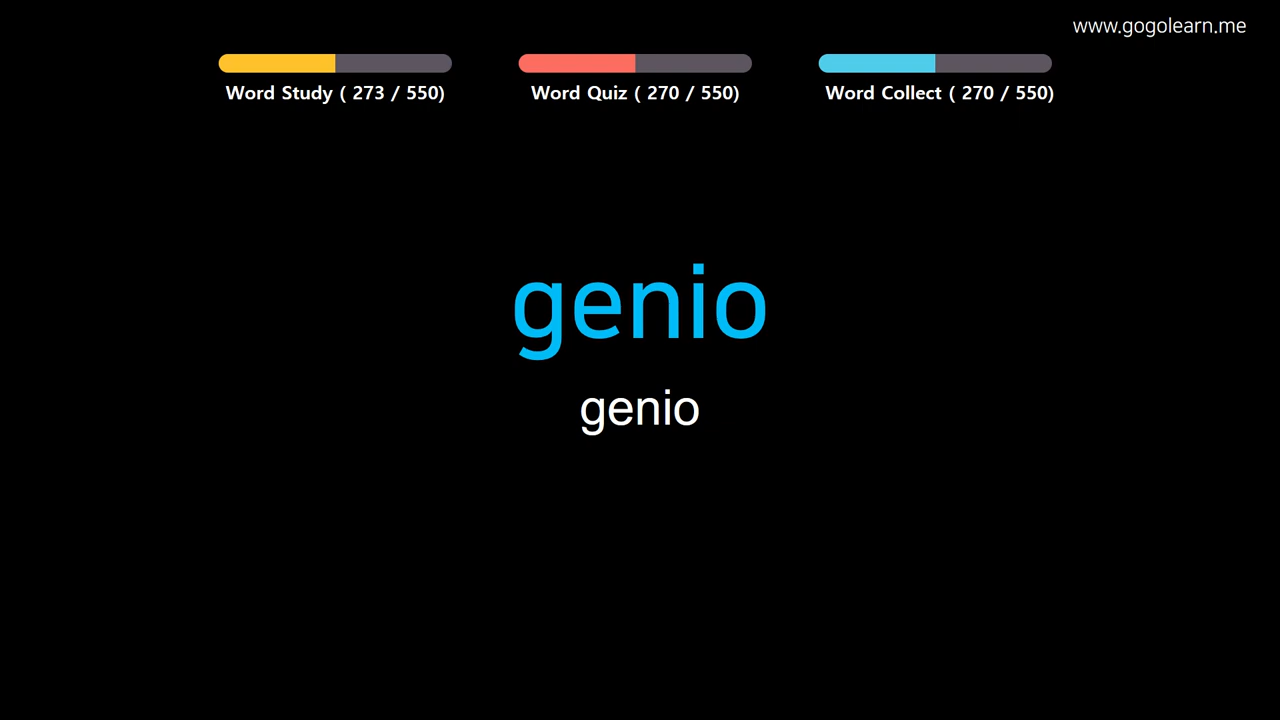 www.gogolearn.me
Word Study ( 273 / 550)
Word Quiz ( 270 / 550)
Word Collect ( 270 / 550)
genio
genio